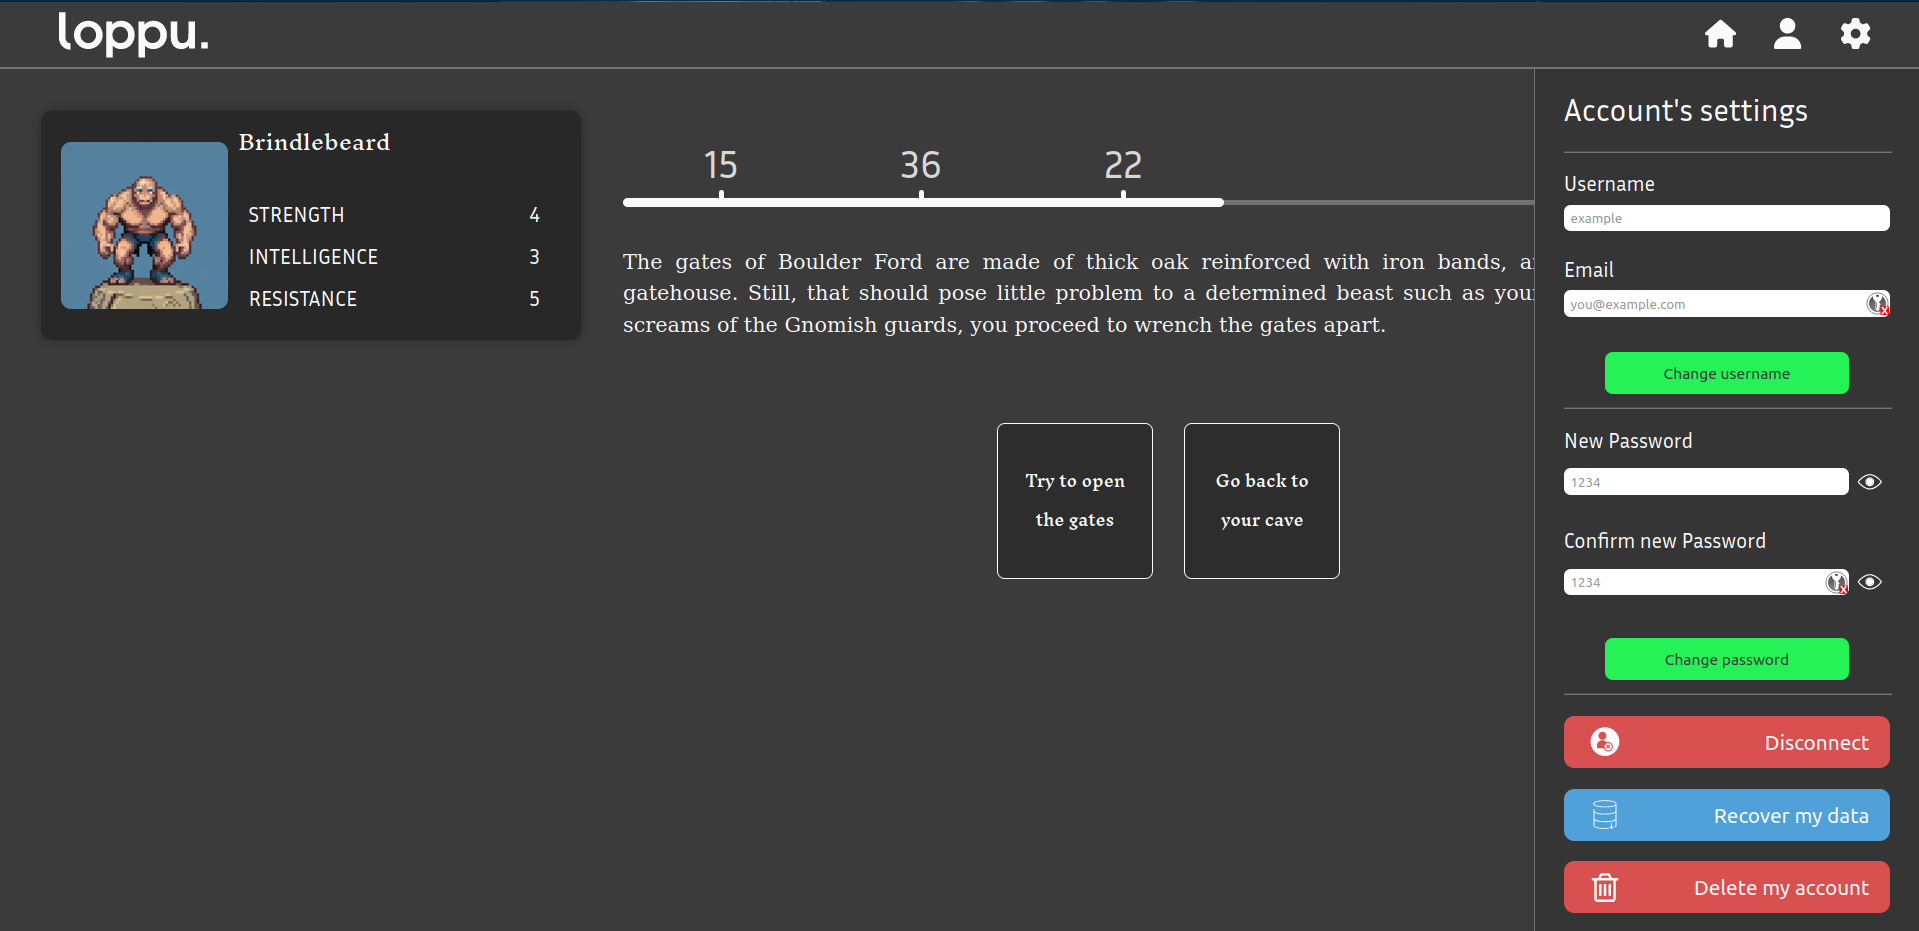 loppu.
Brindlebeard
STRENGTH 4
INTELLIGENCE 3
RESISTANCE 5
15 36 22
The gates of Boulder Ford are made of thick oak reinforced with iron bands,
gatehouse. Still, that should pose little problem to a determined beast such as
screams of the Gnomish guards, you proceed to wrench the gates apart.
Try to open
the gates
Go back to
your cave
Account's settings
Username
example
Email
you@example.com
Change username
New Password
1234
Confirm new Password
1234
Change password
Disconnect
Recover my data
Delete my account